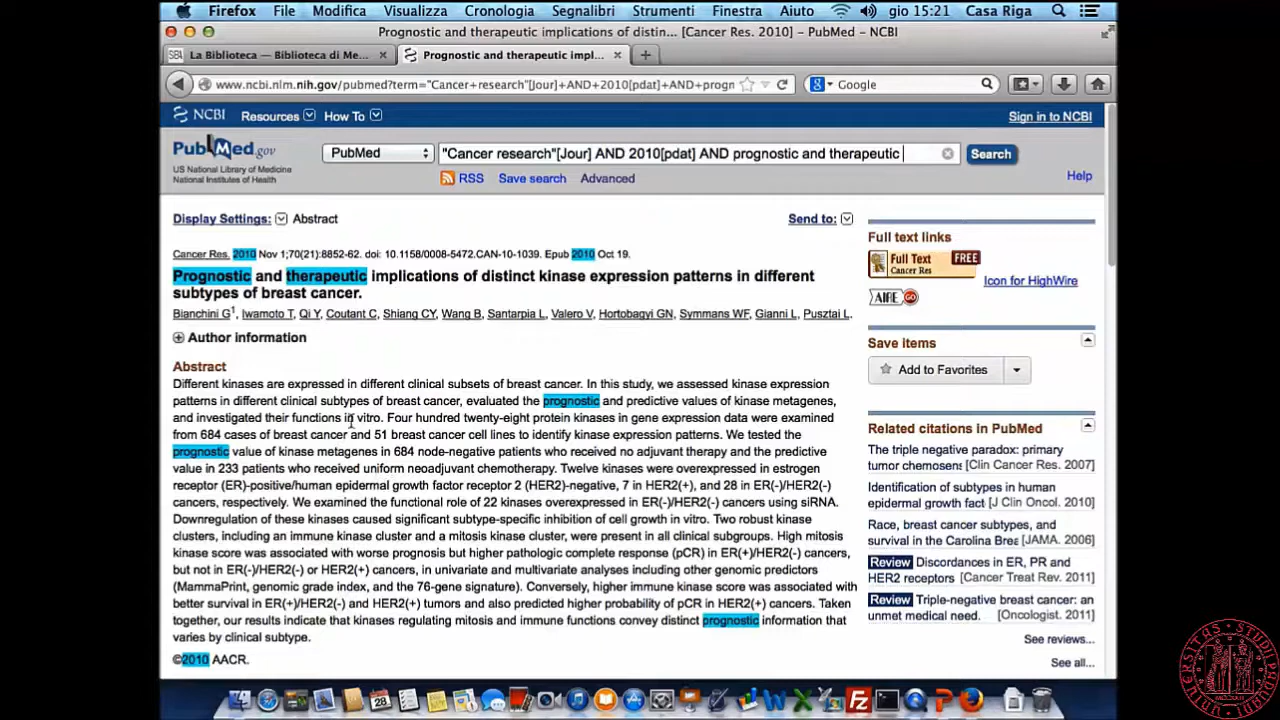 Firefox File Modifica Visualizza Cronologia Segnalibri Strumenti Finestra Aiuto gio 15:21 Casa Riga
Prognostic and therapeutic implications of distin... [Cancer Res. 2010] - PubMed - NCBI
SBI La Biblioteca — Biblioteca di Me... Prognostic and therapeutic impl...
www.ncbi.nlm.nih.gov/pubmed?term="Cancer+research"[Jour]+AND+2010[pdat]+AND+progn Google
NCBI Resources How To Sign in to NCBI
PubMed.gov
US National Library of Medicine
National Institutes of Health
PubMed "Cancer research"[Jour] AND 2010[pdat] AND prognostic and therapeutic Search
RSS Save search Advanced Help
Display Settings: Abstract Send to:
Cancer Res. 2010 Nov 1;70(21):8852-62. doi: 10.1158/0008-5472.CAN-10-1039. Epub 2010 Oct 19.
Prognostic and therapeutic implications of distinct kinase expression patterns in different
subtypes of breast cancer.
Bianchini G1, Iwamoto T, Qi Y, Coutant C, Shiang CY, Wang B, Santarpia L, Valero V, Hortobagyi GN, Symmans WF, Gianni L, Pusztai L.
Author information
Abstract
Different kinases are expressed in different clinical subsets of breast cancer. In this study, we assessed kinase expression
patterns in different clinical subtypes of breast cancer, evaluated the prognostic and predictive values of kinase metagenes,
and investigated their functions in vitro. Four hundred twenty-eight protein kinases in gene expression data were examined
from 684 cases of breast cancer and 51 breast cancer cell lines to identify kinase expression patterns. We tested the
prognostic value of kinase metagenes in 684 node-negative patients who received no adjuvant therapy and the predictive
value in 233 patients who received uniform neoadjuvant chemotherapy. Twelve kinases were overexpressed in estrogen
receptor (ER)-positive/human epidermal growth factor receptor 2 (HER2)-negative, 7 in HER2(+), and 28 in ER(-)/HER2(-)
cancers, respectively. We examined the functional role of 22 kinases overexpressed in ER(-)/HER2(-) cancers using siRNA.
Downregulation of these kinases caused significant subtype-specific inhibition of cell growth in vitro. Two robust kinase
clusters, including an immune kinase cluster and a mitosis kinase cluster, were present in all clinical subgroups. High mitosis
kinase score was associated with worse prognosis but higher pathologic complete response (pCR) in ER(+)/HER2(-) cancers,
but not in ER(-)/HER2(-) or HER2(+) cancers, in univariate and multivariate analyses including other genomic predictors
(MammaPrint, genomic grade index, and the 76-gene signature). Conversely, higher immune kinase score was associated with
better survival in ER(+)/HER2(-) and HER2(+) tumors and also predicted higher probability of pCR in HER2(+) cancers. Taken
together, our results indicate that kinases regulating mitosis and immune functions convey distinct prognostic information that
varies by clinical subtype.
©2010 AACR.
Full text links
Full Text FREE
Cancer Res
Icon for HighWire
AIRE GO
Save items
Add to Favorites
Related citations in PubMed
The triple negative paradox: primary
tumor chemosens [Clin Cancer Res. 2007]
Identification of subtypes in human
epidermal growth fact [J Clin Oncol. 2010]
Race, breast cancer subtypes, and
survival in the Carolina Brea [JAMA. 2006]
Review Discordances in ER, PR and
HER2 receptors [Cancer Treat Rev. 2011]
Review Triple-negative breast cancer: an
unmet medical need. [Oncologist. 2011]
See reviews...
See all...